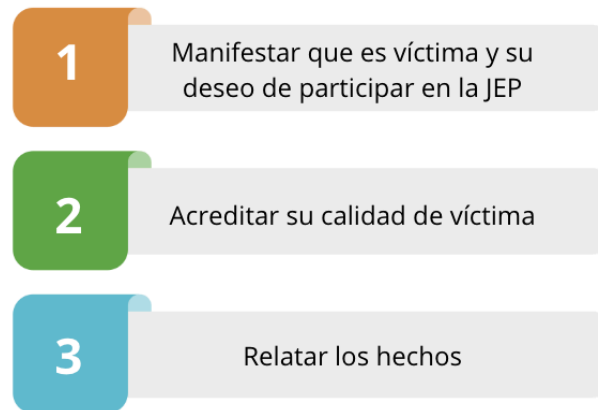 1
Manifestar que es víctima y su
deseo de participar en la JEP
2
Acreditar su calidad de víctima
3
Relatar los hechos